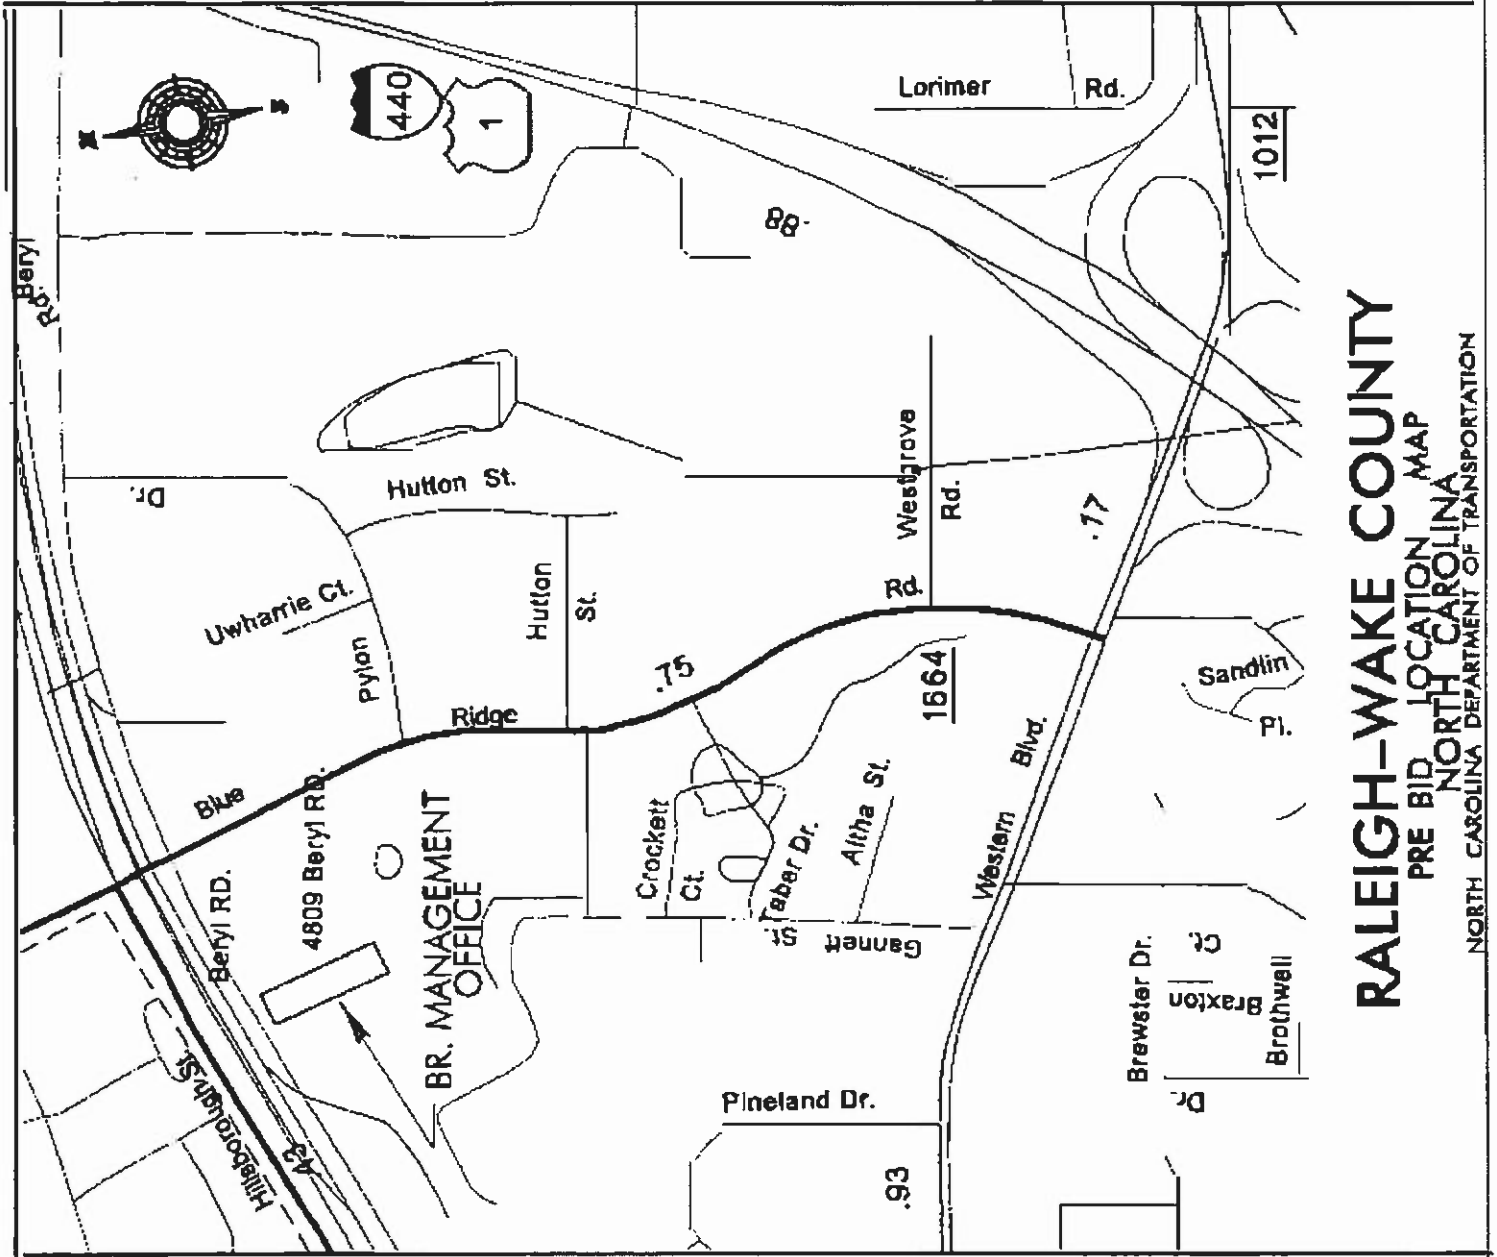 Beryl
Rd.
N
S
440
1
Lorimer Rd.
1012
.88
Dr.
Hutton St.
Uwharrie Ct.
Pylon
Hutton
St.
Westgrove
Rd.
.17
Rd.
.75
1664
Ridge
Blue
Beryl RD.
4809 Beryl RD.
BR. MANAGEMENT
OFFICE
Crockett
Ct.
Taber Dr.
Altha St.
Gannett
St.
Western Blvd.
Sandlin
Pl.
Hillsborough St.
.43
Pineland Dr.
.93
Brewster Dr.
Braxton
Ct.
Brothwell
Dr.
RALEIGH-WAKE COUNTY
PRE BID LOCATION MAP
NORTH CAROLINA
NORTH CAROLINA DEPARTMENT OF TRANSPORTATION